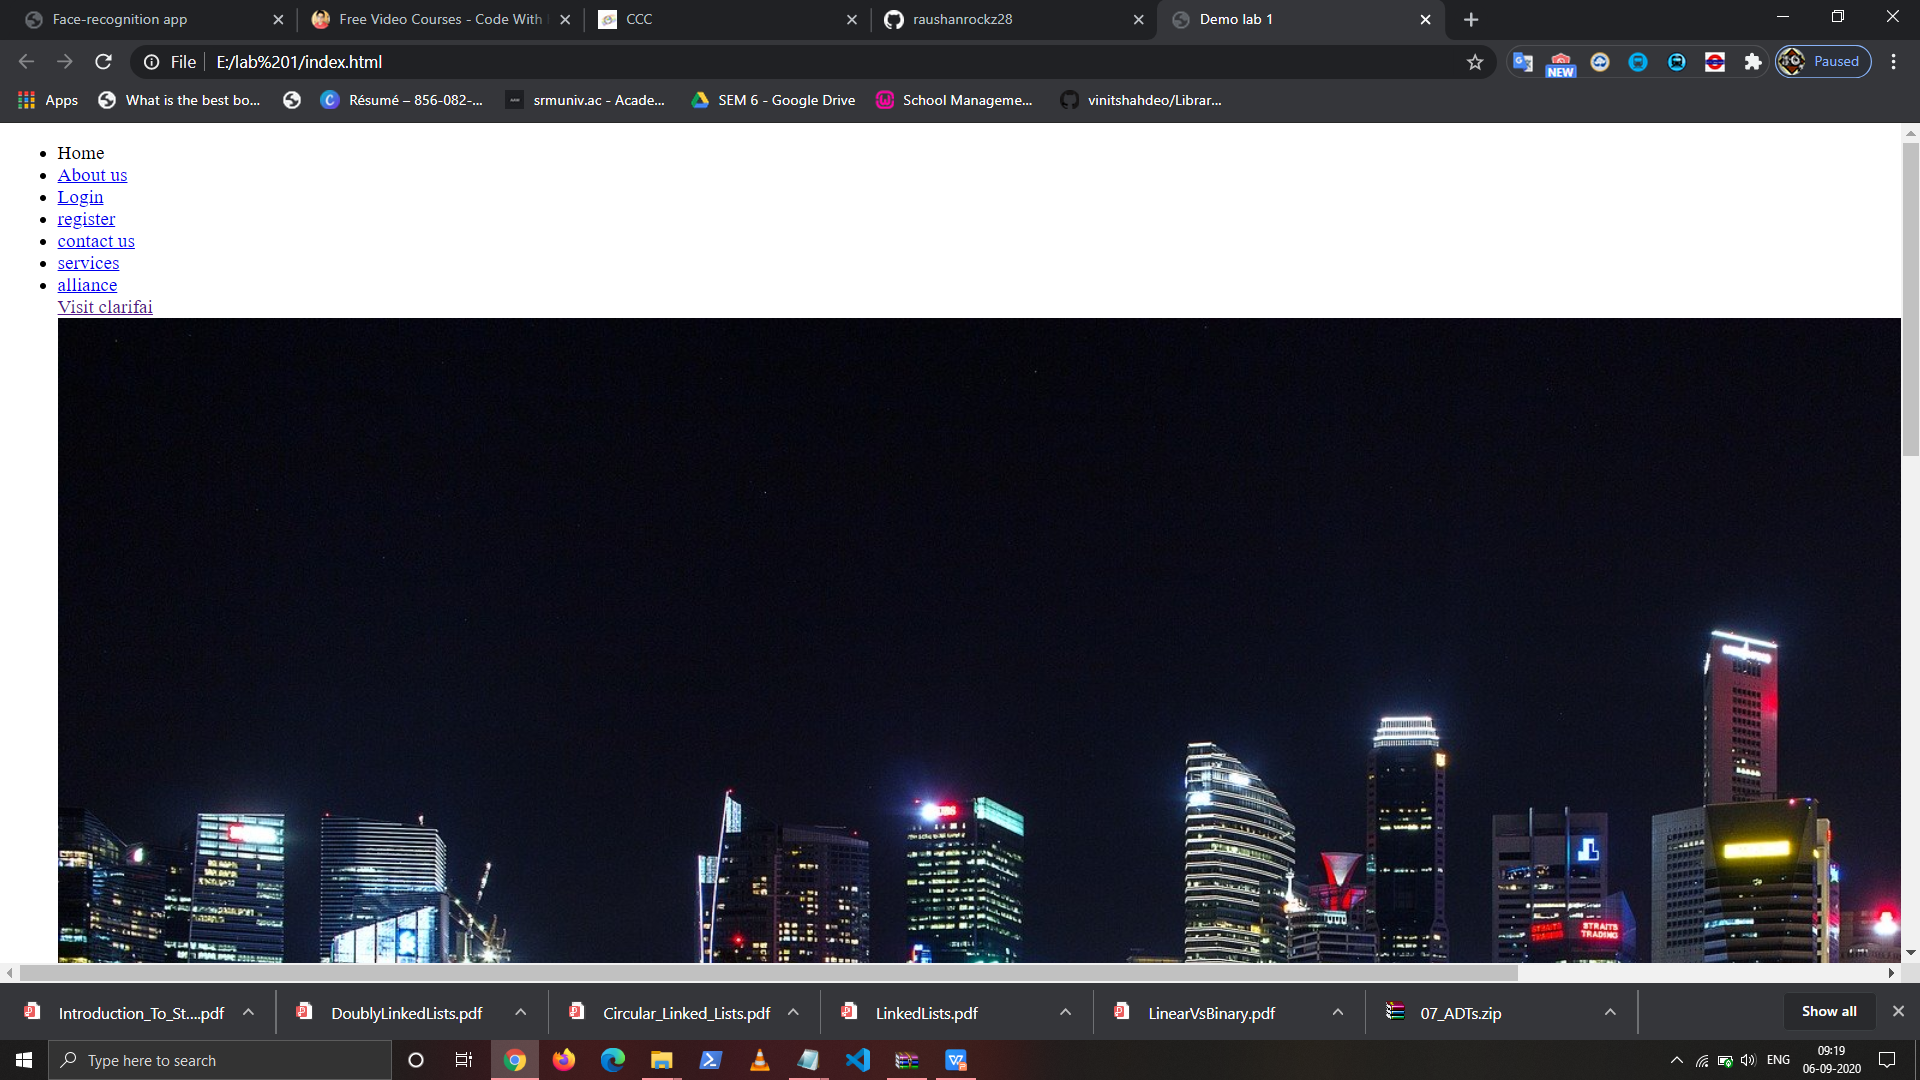 Face-recognition app
Free Video Courses - Code With
CCC
raushanrockz28
Demo lab 1
File
E:/lab%201/index.html
NEW
Paused
Apps
What is the best bo...
Résumé – 856-082-...
srmuniv.ac - Acade...
SEM 6 - Google Drive
School Manageme...
vinitshahdeo/Librar...
Home
About us
Login
register
contact us
services
alliance
Visit clarifai
STRAITS
TRADING
Introduction_To_St....pdf
DoublyLinkedLists.pdf
Circular_Linked_Lists.pdf
LinkedLists.pdf
LinearVsBinary.pdf
07_ADTs.zip
Show all
Type here to search
ENG
09:19
06-09-2020